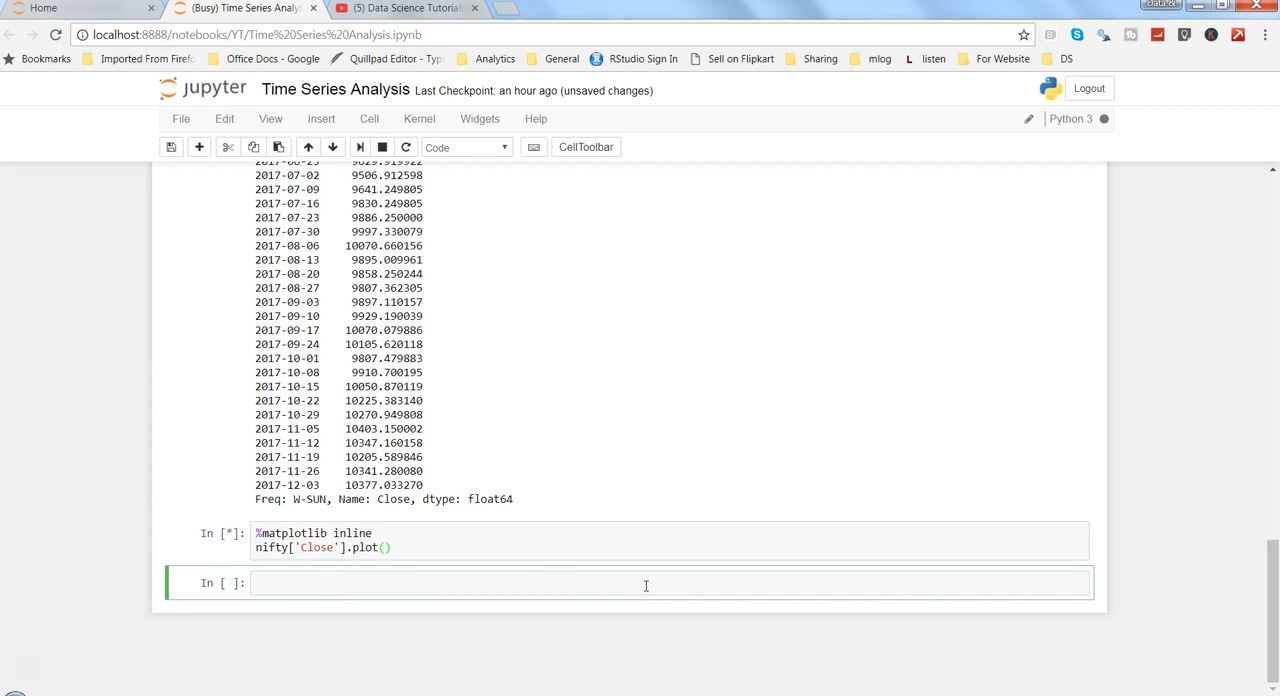 Home
(Busy) Time Series Analy
(5) Data Science Tutorials
Data &
localhost:8888/notebooks/YT/Time%20Series%20Analysis.ipynb
Bookmarks Imported From Firefo Office Docs - Google Quillpad Editor - Typi Analytics General RStudio Sign In Sell on Flipkart Sharing mlog L listen For Website DS
jupyter Time Series Analysis Last Checkpoint: an hour ago (unsaved changes) Logout
File Edit View Insert Cell Kernel Widgets Help Python 3
Code CellToolbar
2017-06-25 9629.919922
2017-07-02 9506.912598
2017-07-09 9641.249805
2017-07-16 9830.249805
2017-07-23 9886.250000
2017-07-30 9997.330079
2017-08-06 10070.660156
2017-08-13 9895.009961
2017-08-20 9858.250244
2017-08-27 9807.362305
2017-09-03 9897.110157
2017-09-10 9929.190039
2017-09-17 10070.079886
2017-09-24 10105.620118
2017-10-01 9807.479883
2017-10-08 9910.700195
2017-10-15 10050.870119
2017-10-22 10225.383140
2017-10-29 10270.949808
2017-11-05 10403.150002
2017-11-12 10347.160158
2017-11-19 10205.589846
2017-11-26 10341.280080
2017-12-03 10377.033270
Freq: W-SUN, Name: Close, dtype: float64
In [*]: %matplotlib inline
nifty['Close'].plot()
In [ ]: